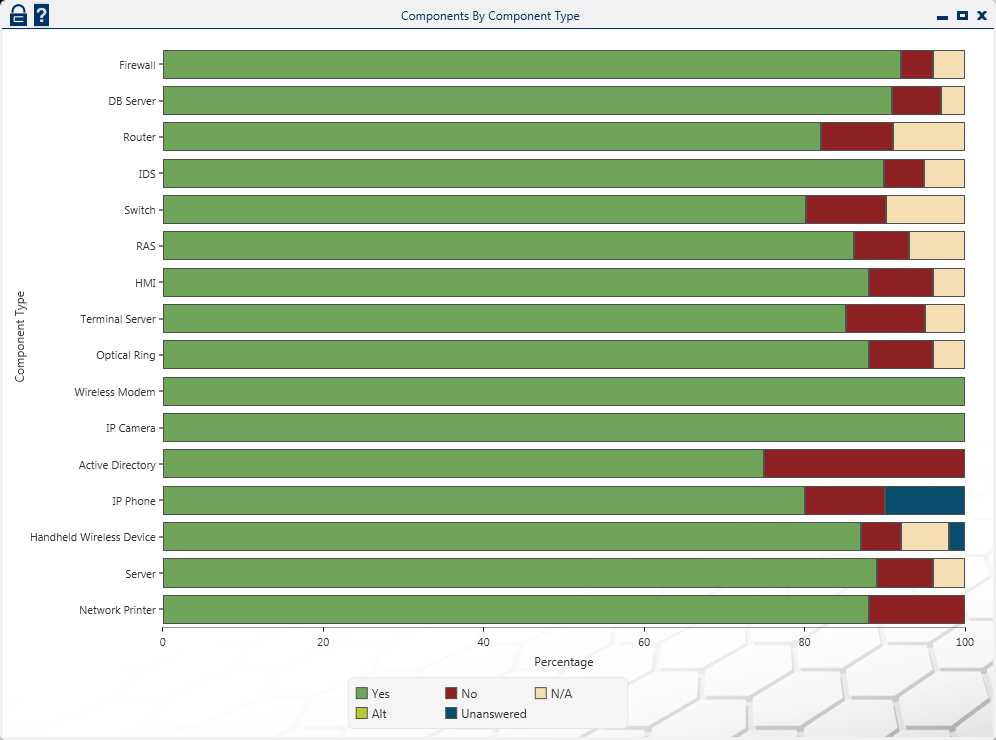 ?
Components By Component Type
Component Type
Firewall
DB Server
Router
IDS
Switch
RAS
HMI
Terminal Server
Optical Ring
Wireless Modem
IP Camera
Active Directory
IP Phone
Handheld Wireless Device
Server
Network Printer
0 20 40 60 80 100
Percentage
Yes No N/A
Alt Unanswered